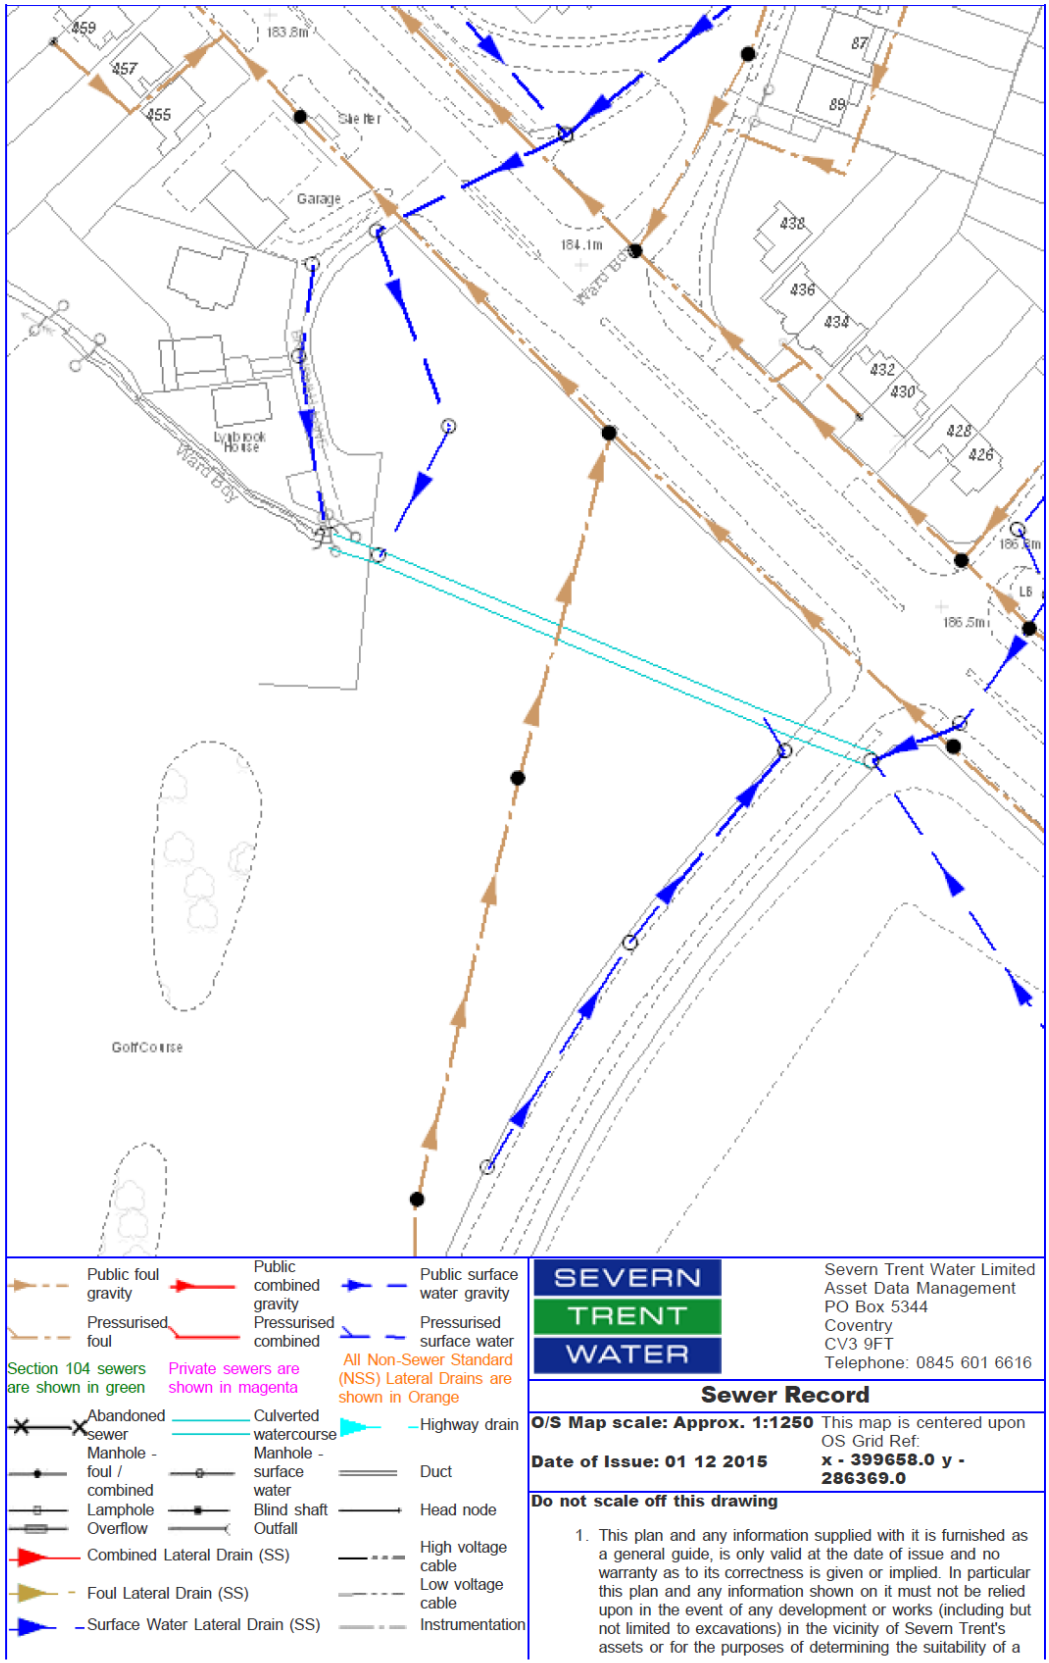 459
183.8m
457
455
Shelter
87
89
Garage
438
184.1m
Ward Bdy
436
434
432
430
428
426
Lynbrook
House
Ward Bdy
186.5m
LB
Golf Course
Public foul
gravity
Public
combined
gravity
Public surface
water gravity
Pressurised
foul
Pressurised
combined
Pressurised
surface water
Section 104 sewers
are shown in green
Private sewers are
shown in magenta
All Non-Sewer Standard
(NSS) Lateral Drains are
shown in Orange
Abandoned
sewer
Culverted
watercourse
Highway drain
Manhole -
foul /
combined
Manhole -
surface
water
Duct
Lamphole
Blind shaft
Head node
Overflow
Outfall
Combined Lateral Drain (SS)
High voltage
cable
Foul Lateral Drain (SS)
Low voltage
cable
Surface Water Lateral Drain (SS)
Instrumentation
SEVERN
TRENT
WATER
Severn Trent Water Limited
Asset Data Management
PO Box 5344
Coventry
CV3 9FT
Telephone: 0845 601 6616
Sewer Record
O/S Map scale: Approx. 1:1250
Date of Issue: 01 12 2015
This map is centered upon
OS Grid Ref:
x - 399658.0 y -
286369.0
Do not scale off this drawing
1. This plan and any information supplied with it is furnished as
a general guide, is only valid at the date of issue and no
warranty as to its correctness is given or implied. In particular
this plan and any information shown on it must not be relied
upon in the event of any development or works (including but
not limited to excavations) in the vicinity of Severn Trent's
assets or for the purposes of determining the suitability of a